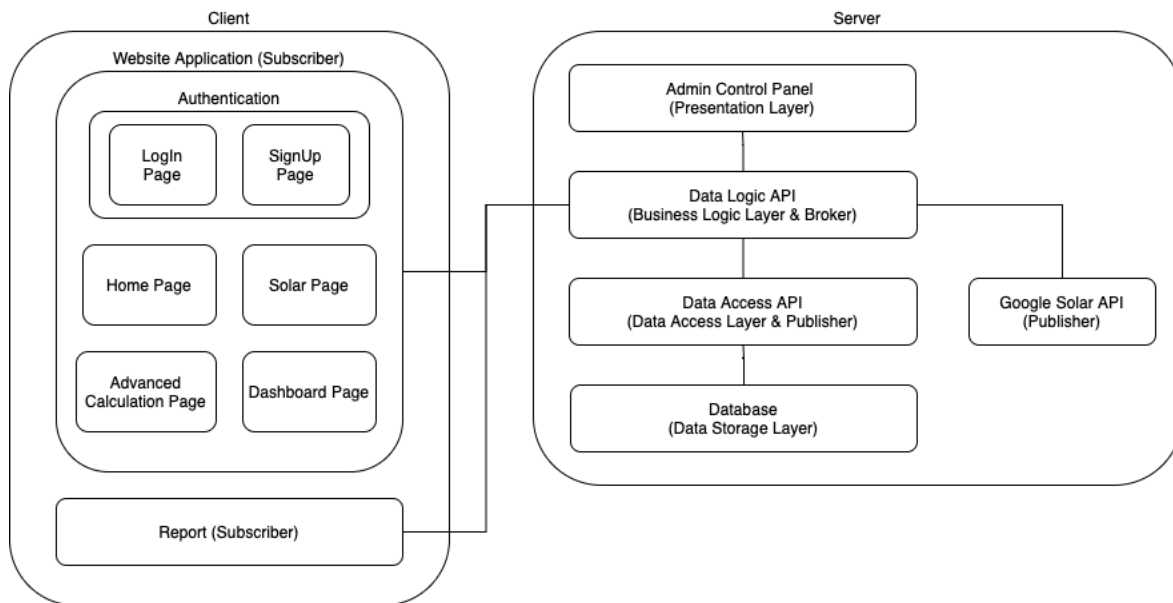 Client
Website Application (Subscriber)
Authentication
LogIn
Page
SignUp
Page
Home Page
Solar Page
Advanced
Calculation Page
Dashboard Page
Report (Subscriber)
Server
Admin Control Panel
(Presentation Layer)
Data Logic API
(Business Logic Layer & Broker)
Data Access API
(Data Access Layer & Publisher)
Google Solar API
(Publisher)
Database
(Data Storage Layer)